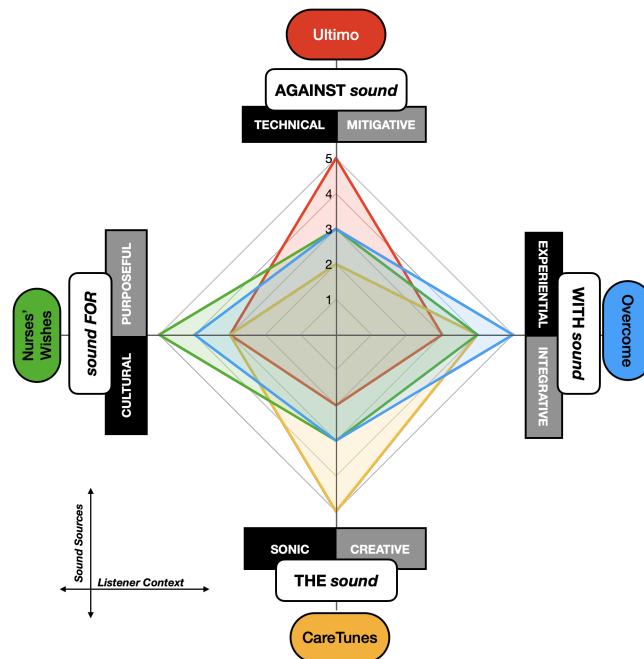 Ultimo
AGAINST sound
TECHNICAL
MITIGATIVE
5
4
3
2
1
Nurses'
Wishes
sound FOR
PURPOSEFUL
CULTURAL
EXPERIENTIAL
INTEGRATIVE
WITH sound
Overcome
SONIC
CREATIVE
THE sound
CareTunes
Sound Sources
Listener Context